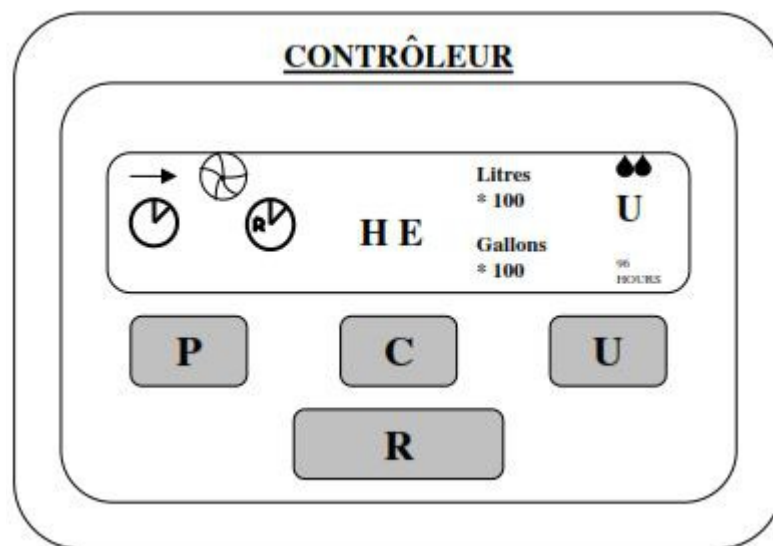 CONTRÔLEUR
Litres
* 100
U
R
H E
Gallons
* 100
96
HOURS
P
C
U
R